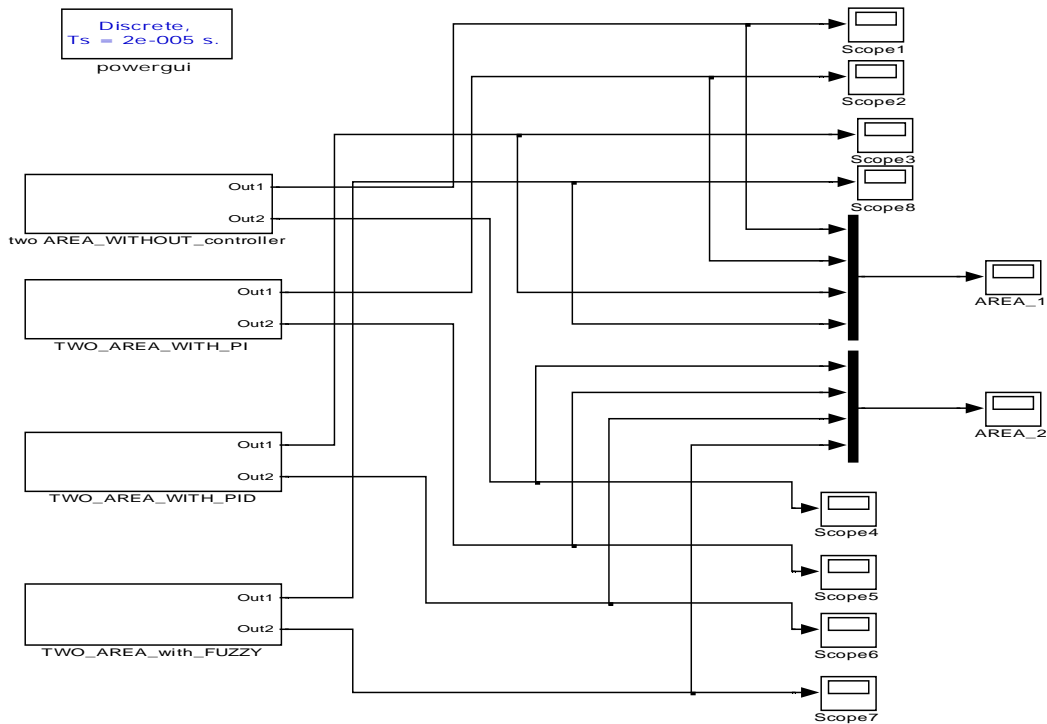 Discrete,
Ts = 2e-005 s.
powergui
Scope1
Scope2
Scope3
Scope8
Out1
Out2
two AREA_WITHOUT_controller
Out1
Out2
TWO_AREA_WITH_PI
AREA_1
Out1
Out2
TWO_AREA_WITH_PID
AREA_2
Scope4
Scope5
Out1
Out2
TWO_AREA_with_FUZZY
Scope6
Scope7